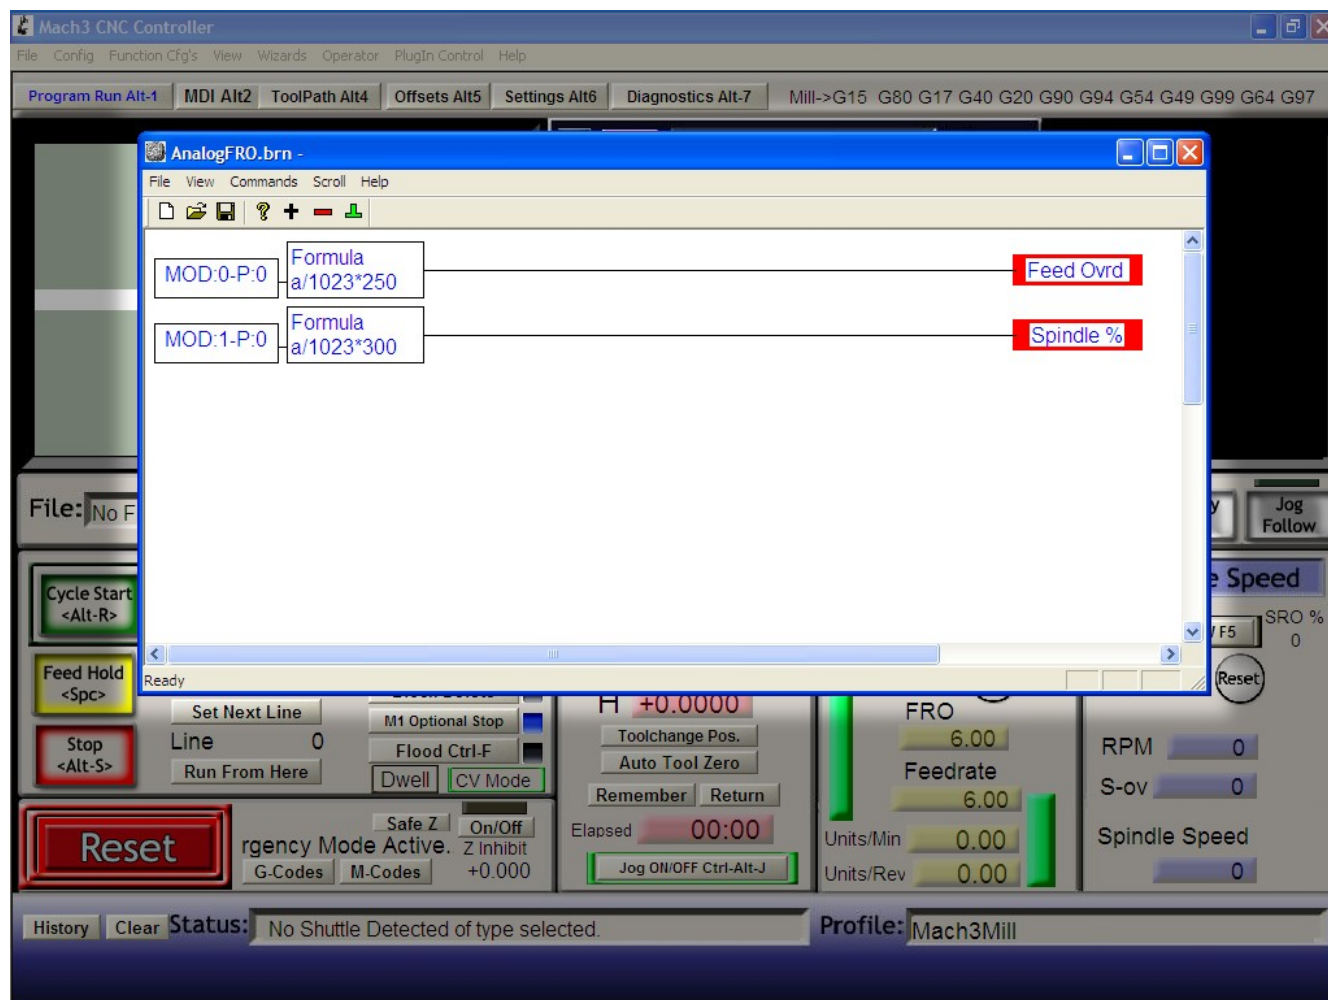 Mach3 CNC Controller
File Config Function Cfg's View Wizards Operator PlugIn Control Help
Program Run Alt-1 MDI Alt2 ToolPath Alt4 Offsets Alt5 Settings Alt6 Diagnostics Alt-7 Mill->G15 G80 G17 G40 G20 G90 G94 G54 G49 G99 G64 G97
AnalogFRO.brn -
File View Commands Scroll Help
MOD:0-P:0 Formula
a/1023*250
Feed Ovrd
MOD:1-P:0 Formula
a/1023*300
Spindle %
Ready
File: No F
y
Jog
Follow
Cycle Start
<Alt-R>
Feed Hold
<Spc>
Stop
<Alt-S>
Reset
Set Next Line
Line 0
Run From Here
M1 Optional Stop
Flood Ctrl-F
Dwell CV Mode
rgency Mode Active.
Safe Z On/Off
Z Inhibit
+0.000
G-Codes M-Codes
H +0.0000
Toolchange Pos.
Auto Tool Zero
Remember Return
Elapsed 00:00
Jog ON/OFF Ctrl-Alt-J
FRO
6.00
Feedrate
6.00
Units/Min 0.00
Units/Rev 0.00
e Speed
F5
SRO %
0
Reset
RPM 0
S-ov 0
Spindle Speed
0
History Clear Status: No Shuttle Detected of type selected. Profile: Mach3Mill